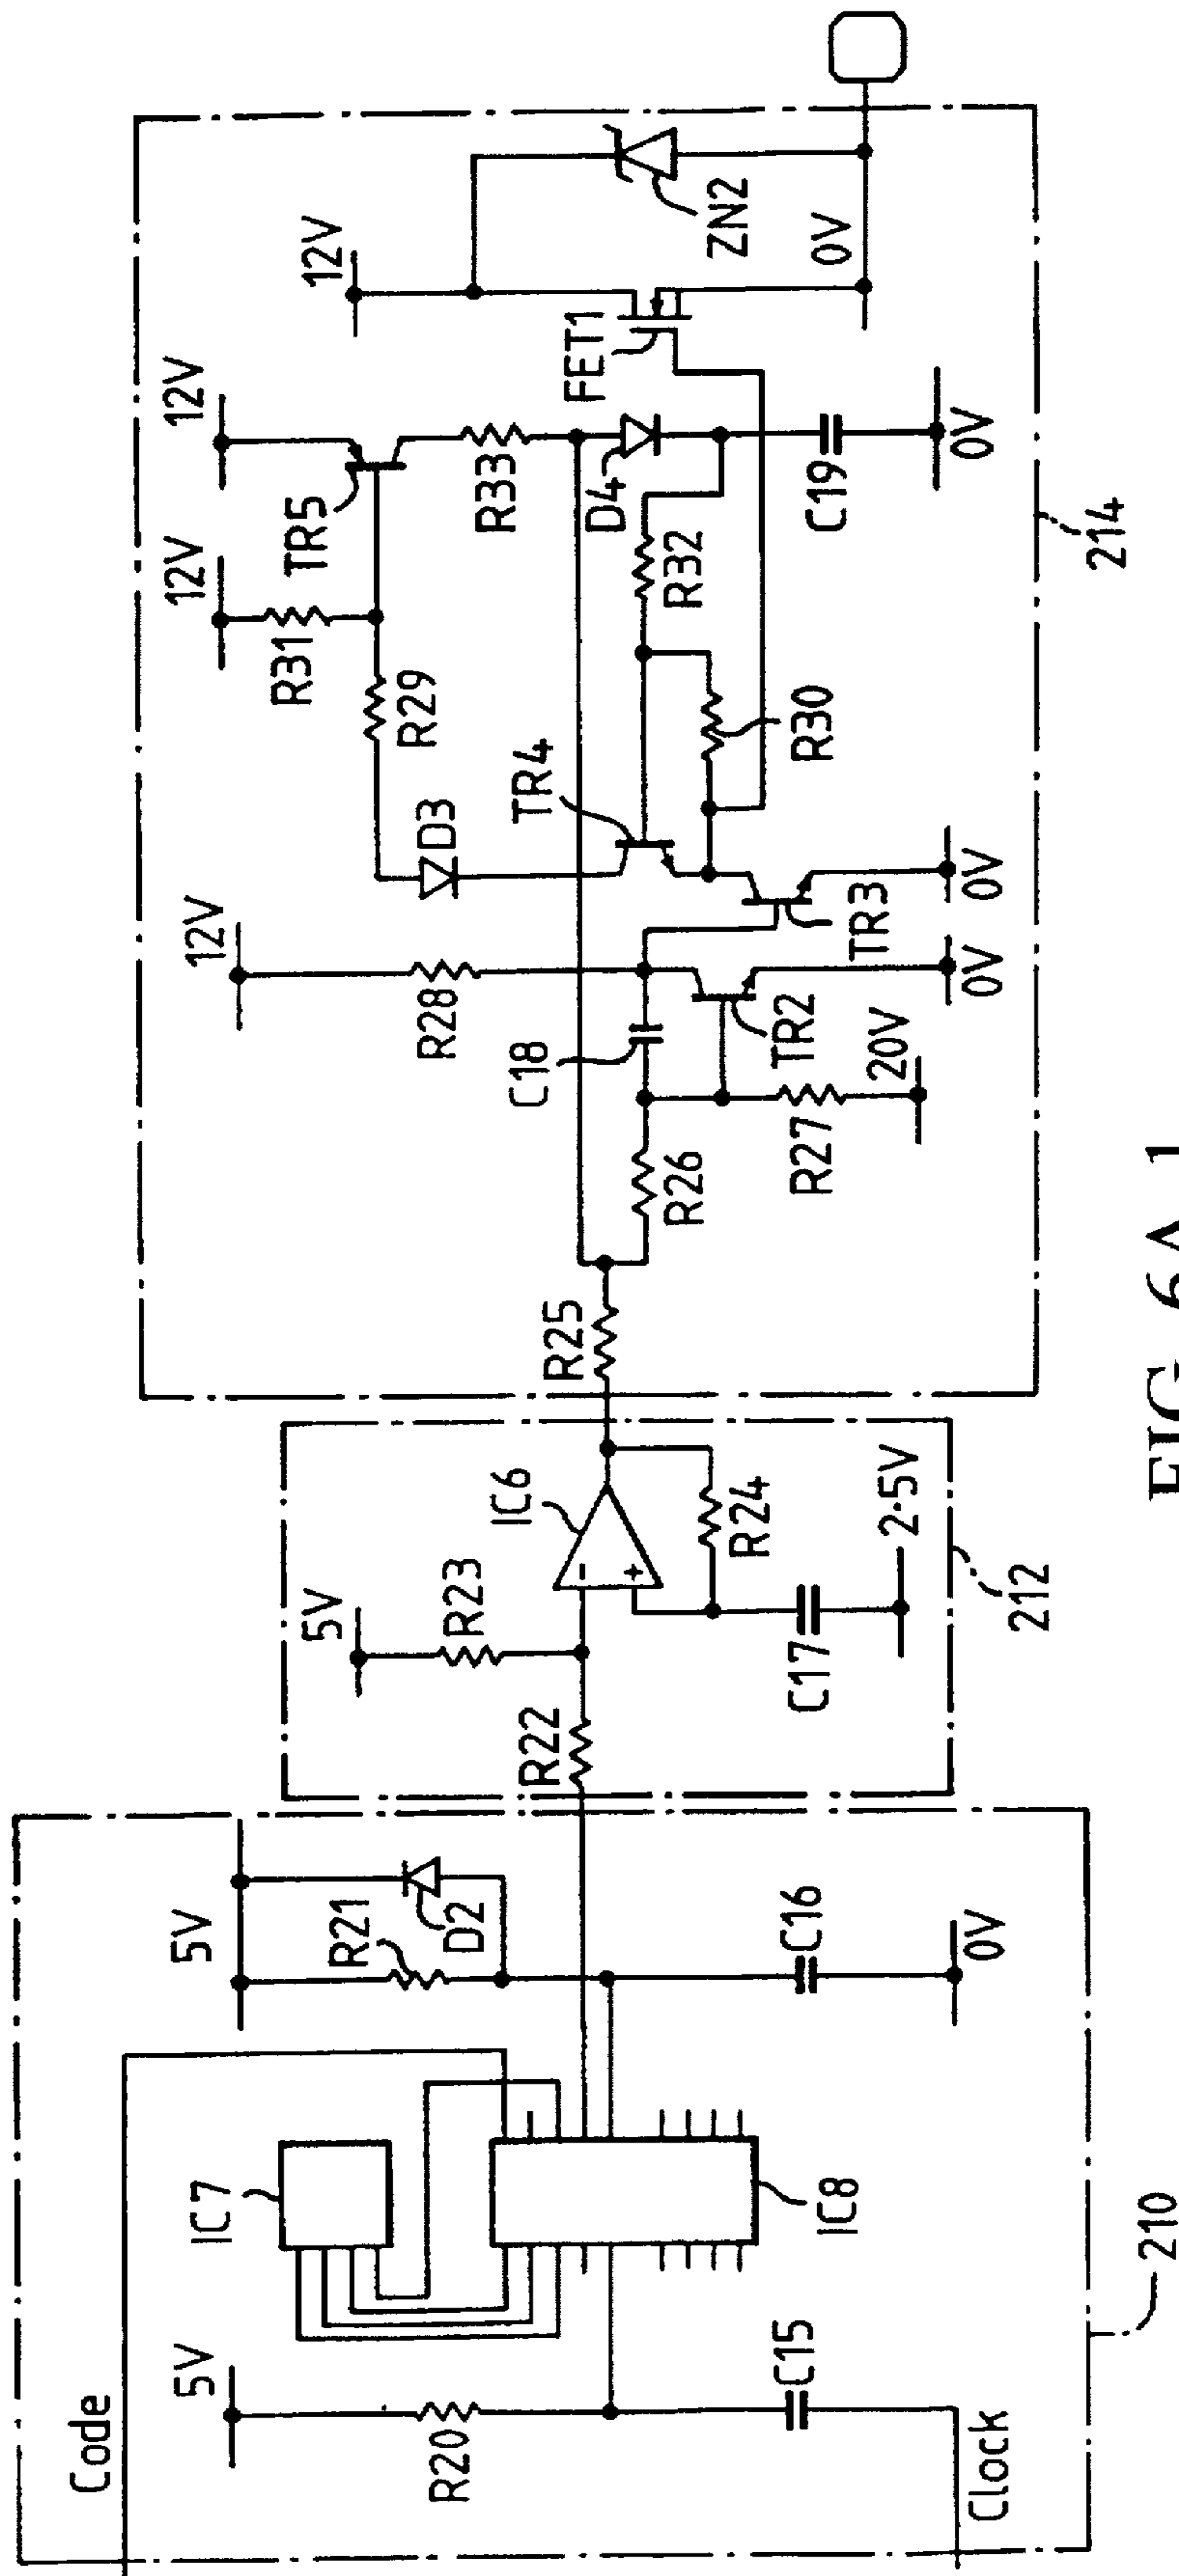 Code
5V
R20
C15
Clock
IC7
IC8
5V
R21
D2
C16
0V
210
R22
5V
R23
IC6
R24
C17
2·5V
212
R25
R26
C18
R27
20V
12V
R28
TR2
0V
D3
TR4
TR3
0V
R29
R30
12V
R31
TR5
R32
12V
R33
D4
C19
0V
FET1
12V
0V
ZN2
214